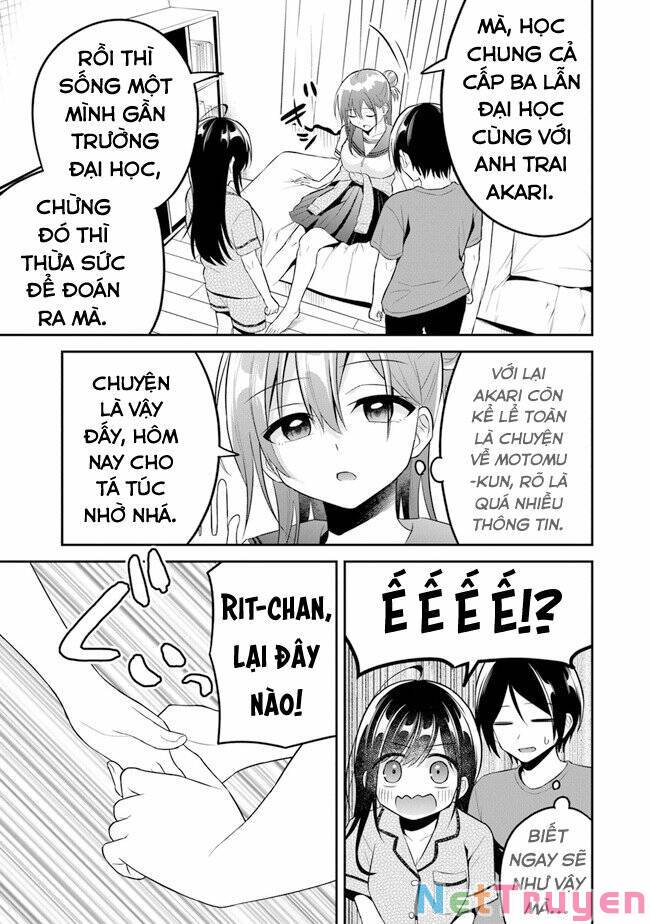 MÀ, HỌC
CHUNG CẢ
CẤP BA LẪN
ĐẠI HỌC
CÙNG VỚI
ANH TRAI
AKARI.
RỒI THÌ
SỐNG MỘT
MÌNH GẦN
TRƯỜNG
ĐẠI HỌC,
CHỪNG
ĐÓ THÌ
THỪA SỨC
ĐỂ ĐOÁN
RA MÀ.
VỚI LẠI
AKARI CÒN
KỂ LỂ TOÀN
LÀ CHUYỆN
VỀ MOTOMU
-KUN, RÕ LÀ
QUÁ NHIỀU
THÔNG TIN.
CHUYỆN
LÀ VẬY
ĐẤY, HÔM
NAY CHO
TÁ TÚC
NHỜ NHÁ.
Ế Ế Ế Ế!?
BIẾT
NGAY SẼ
NHƯ VẬY
MÀ...
RIT-CHAN,
LẠI ĐÂY
NÀO!
NetTruyen